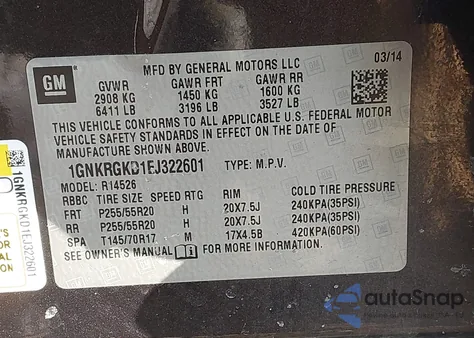 GM
MFD BY GENERAL MOTORS LLC
03/14
GVWR GAWR FRT GAWR RR
2908 KG 1450 KG 1600 KG
6411 LB 3196 LB 3527 LB
THIS VEHICLE CONFORMS TO ALL APPLICABLE U.S. FEDERAL MOTOR
VEHICLE SAFETY STANDARDS IN EFFECT ON THE DATE OF
MANUFACTURE SHOWN ABOVE.
1GNKRGKD1EJ322601 TYPE: M.P.V.
MODEL: R14526
RBBC TIRE SIZE SPEED RTG RIM COLD TIRE PRESSURE
FRT P255/55R20 H 20X7.5J 240KPA(35PSI)
RR P255/55R20 H 20X7.5J 240KPA(35PSI)
SPA T145/70R17 M 17X4.5B 420KPA(60PSI)
SEE OWNER'S MANUAL FOR MORE INFORMATION.
1GNKRGKD1EJ322601
autoSnap